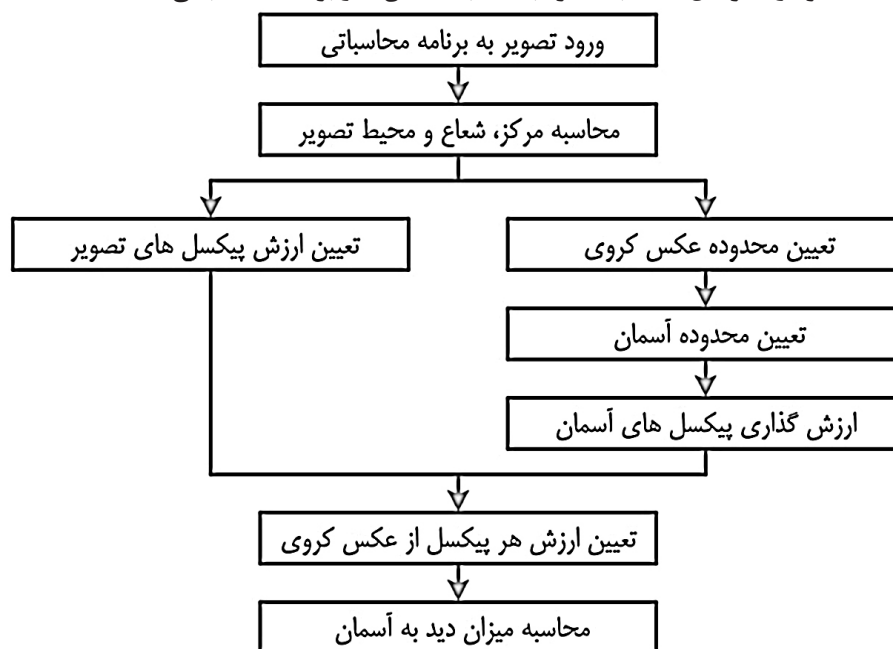 ورود تصویر به برنامه محاسباتی
محاسبه مرکز، شعاع و محیط تصویر
تعیین محدوده عکس کروی
تعیین ارزش پیکسل های تصویر
تعیین محدوده آسمان
ارزش گذاری پیکسل های آسمان
تعیین ارزش هر پیکسل از عکس کروی
محاسبه میزان دید به آسمان